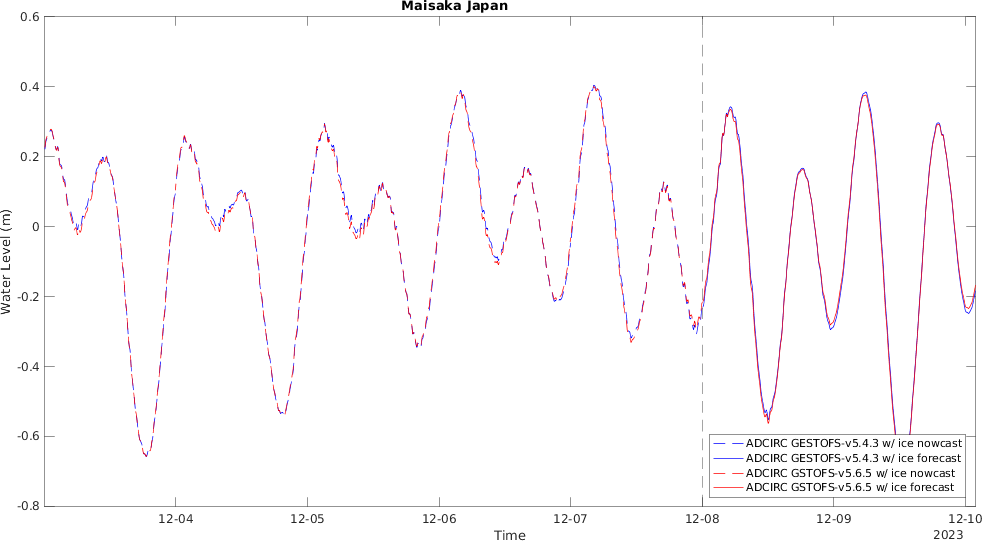 Maisaka Japan
0.6
0.4
0.2
0
-0.2
-0.4
-0.6
-0.8
Water Level (m)
ADCIRC GESTOFS-v5.4.3 w/ ice nowcast
ADCIRC GESTOFS-v5.4.3 w/ ice forecast
ADCIRC GSTOFS-v5.6.5 w/ ice nowcast
ADCIRC GSTOFS-v5.6.5 w/ ice forecast
12-04 12-05 12-06 12-07 12-08 12-09 12-10
Time
2023